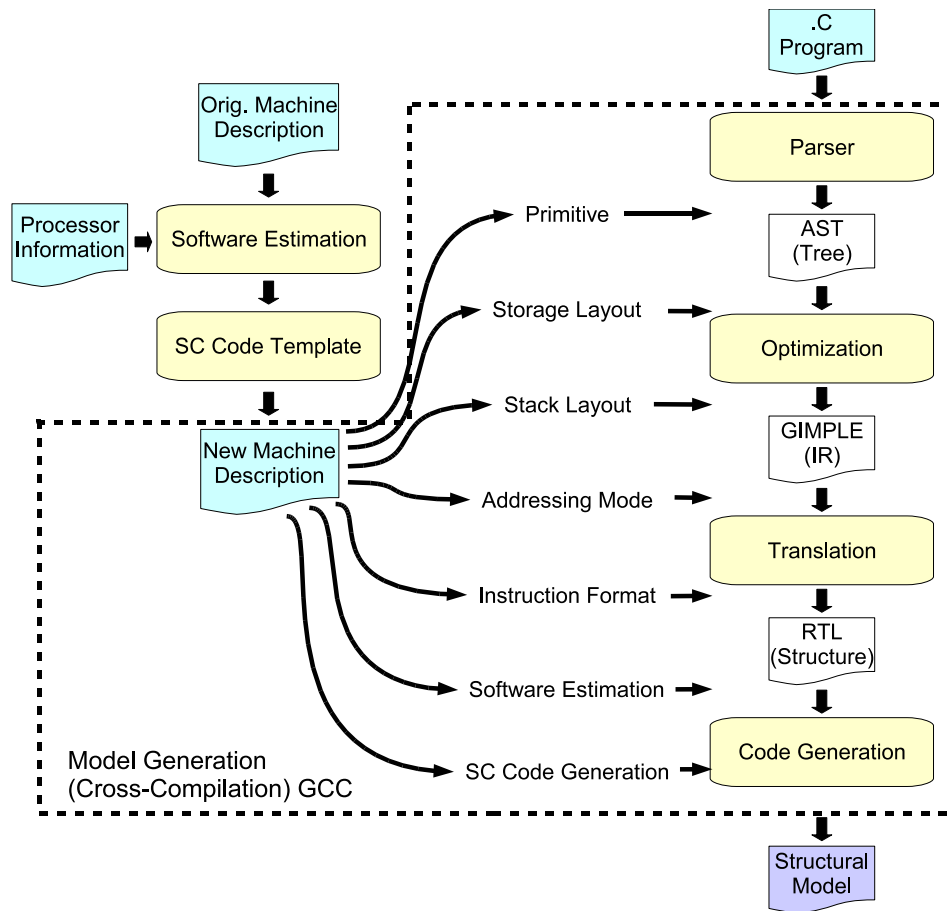 .C
Program
Orig. Machine
Description
Parser
Processor
Information
Software Estimation
Primitive
AST
(Tree)
SC Code Template
Storage Layout
Optimization
New Machine
Description
Stack Layout
GIMPLE
(IR)
Addressing Mode
Translation
Instruction Format
RTL
(Structure)
Software Estimation
Model Generation
(Cross-Compilation) GCC
SC Code Generation
Code Generation
Structural
Model